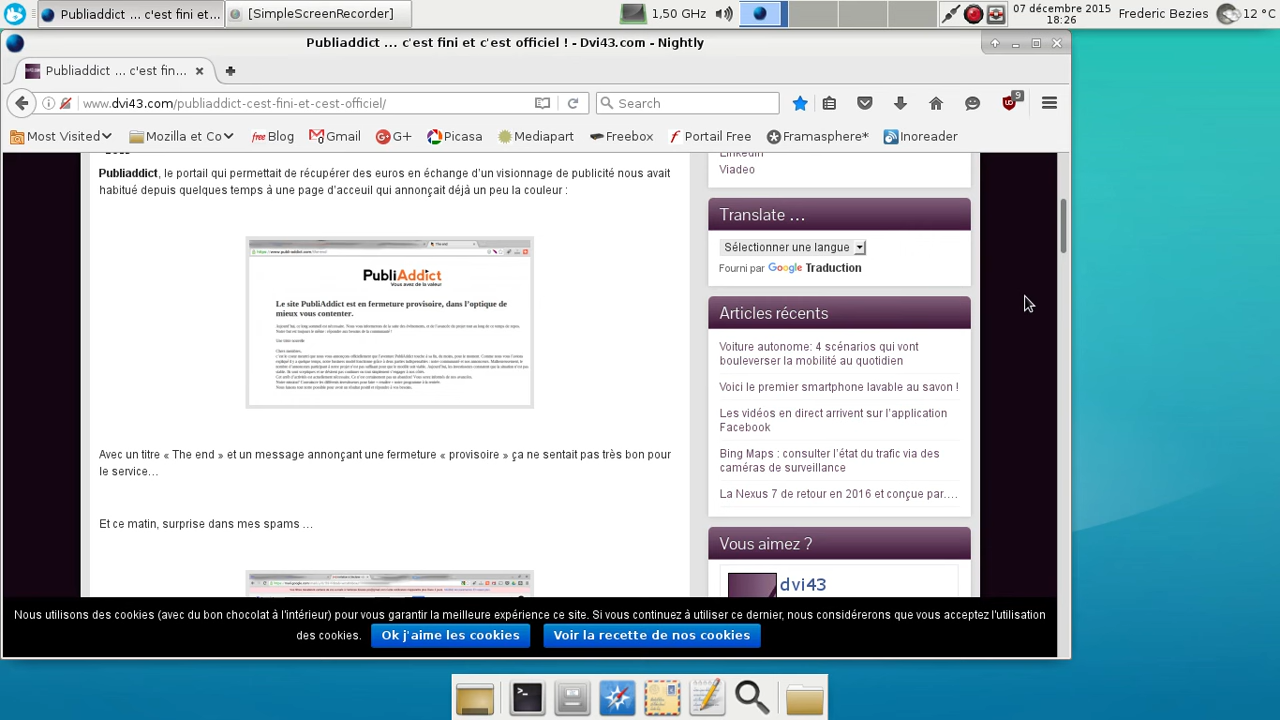 Publiaddict ... c'est fini et...
[SimpleScreenRecorder]
1,50 GHz
07 décembre 2015
18:26
Frederic Bezies
12 °C
Publiaddict ... c'est fini et c'est officiel ! - Dvi43.com - Nightly
Publiaddict ... c'est fin...
www.dvi43.com/publiaddict-cest-fini-et-cest-officiel/
Search
9
Most Visited
Mozilla et Co
free Blog
Gmail
G+
Picasa
Mediapart
Freebox
Portail Free
Framasphere*
Inoreader
Publiaddict, le portail qui permettait de récupérer des euros en échange d'un visionnage de publicité nous avait
habitué depuis quelques temps à une page d'acceuil qui annonçait déjà un peu la couleur :
The end
PubliAddict
Vous avez de la valeur
Le site PubliAddict est en fermeture provisoire, dans l'optique de
mieux vous contenter.
Avec un titre « The end » et un message annonçant une fermeture « provisoire » ça ne sentait pas très bon pour
le service...
Et ce matin, surprise dans mes spams ...
Linkedin
Viadeo
Translate ...
Sélectionner une langue
Fourni par Google Traduction
Articles récents
Voiture autonome: 4 scénarios qui vont
bouleverser la mobilité au quotidien
Voici le premier smartphone lavable au savon !
Les vidéos en direct arrivent sur l'application
Facebook
Bing Maps : consulter l'état du trafic via des
caméras de surveillance
La Nexus 7 de retour en 2016 et conçue par....
Vous aimez ?
dvi43
Nous utilisons des cookies (avec du bon chocolat à l'intérieur) pour vous garantir la meilleure expérience ce site. Si vous continuez à utiliser ce dernier, nous considérerons que vous acceptez l'utilisation
des cookies.
Ok j'aime les cookies
Voir la recette de nos cookies